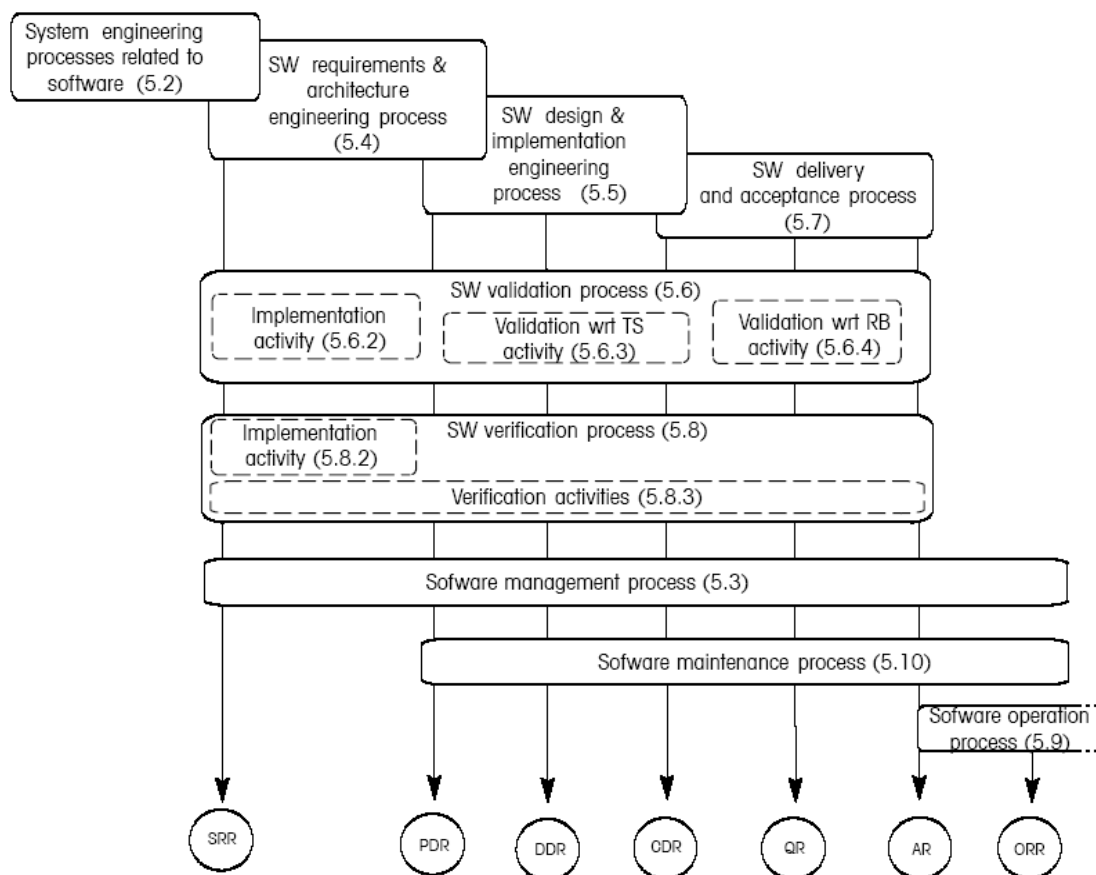 System engineering
processes related to
software (5.2)
SW requirements &
architecture
engineering process
(5.4)
SW design &
implementation
engineering
process (5.5)
SW delivery
and acceptance process
(5.7)
SW validation process (5.6)
Implementation
activity (5.6.2)
Validation wrt TS
activity (5.6.3)
Validation wrt RB
activity (5.6.4)
SW verification process (5.8)
Implementation
activity (5.8.2)
Verification activities (5.8.3)
Sofware management process (5.3)
Sofware maintenance process (5.10)
Sofware operation
process (5.9)
SRR
PDR
DDR
CDR
QR
AR
ORR